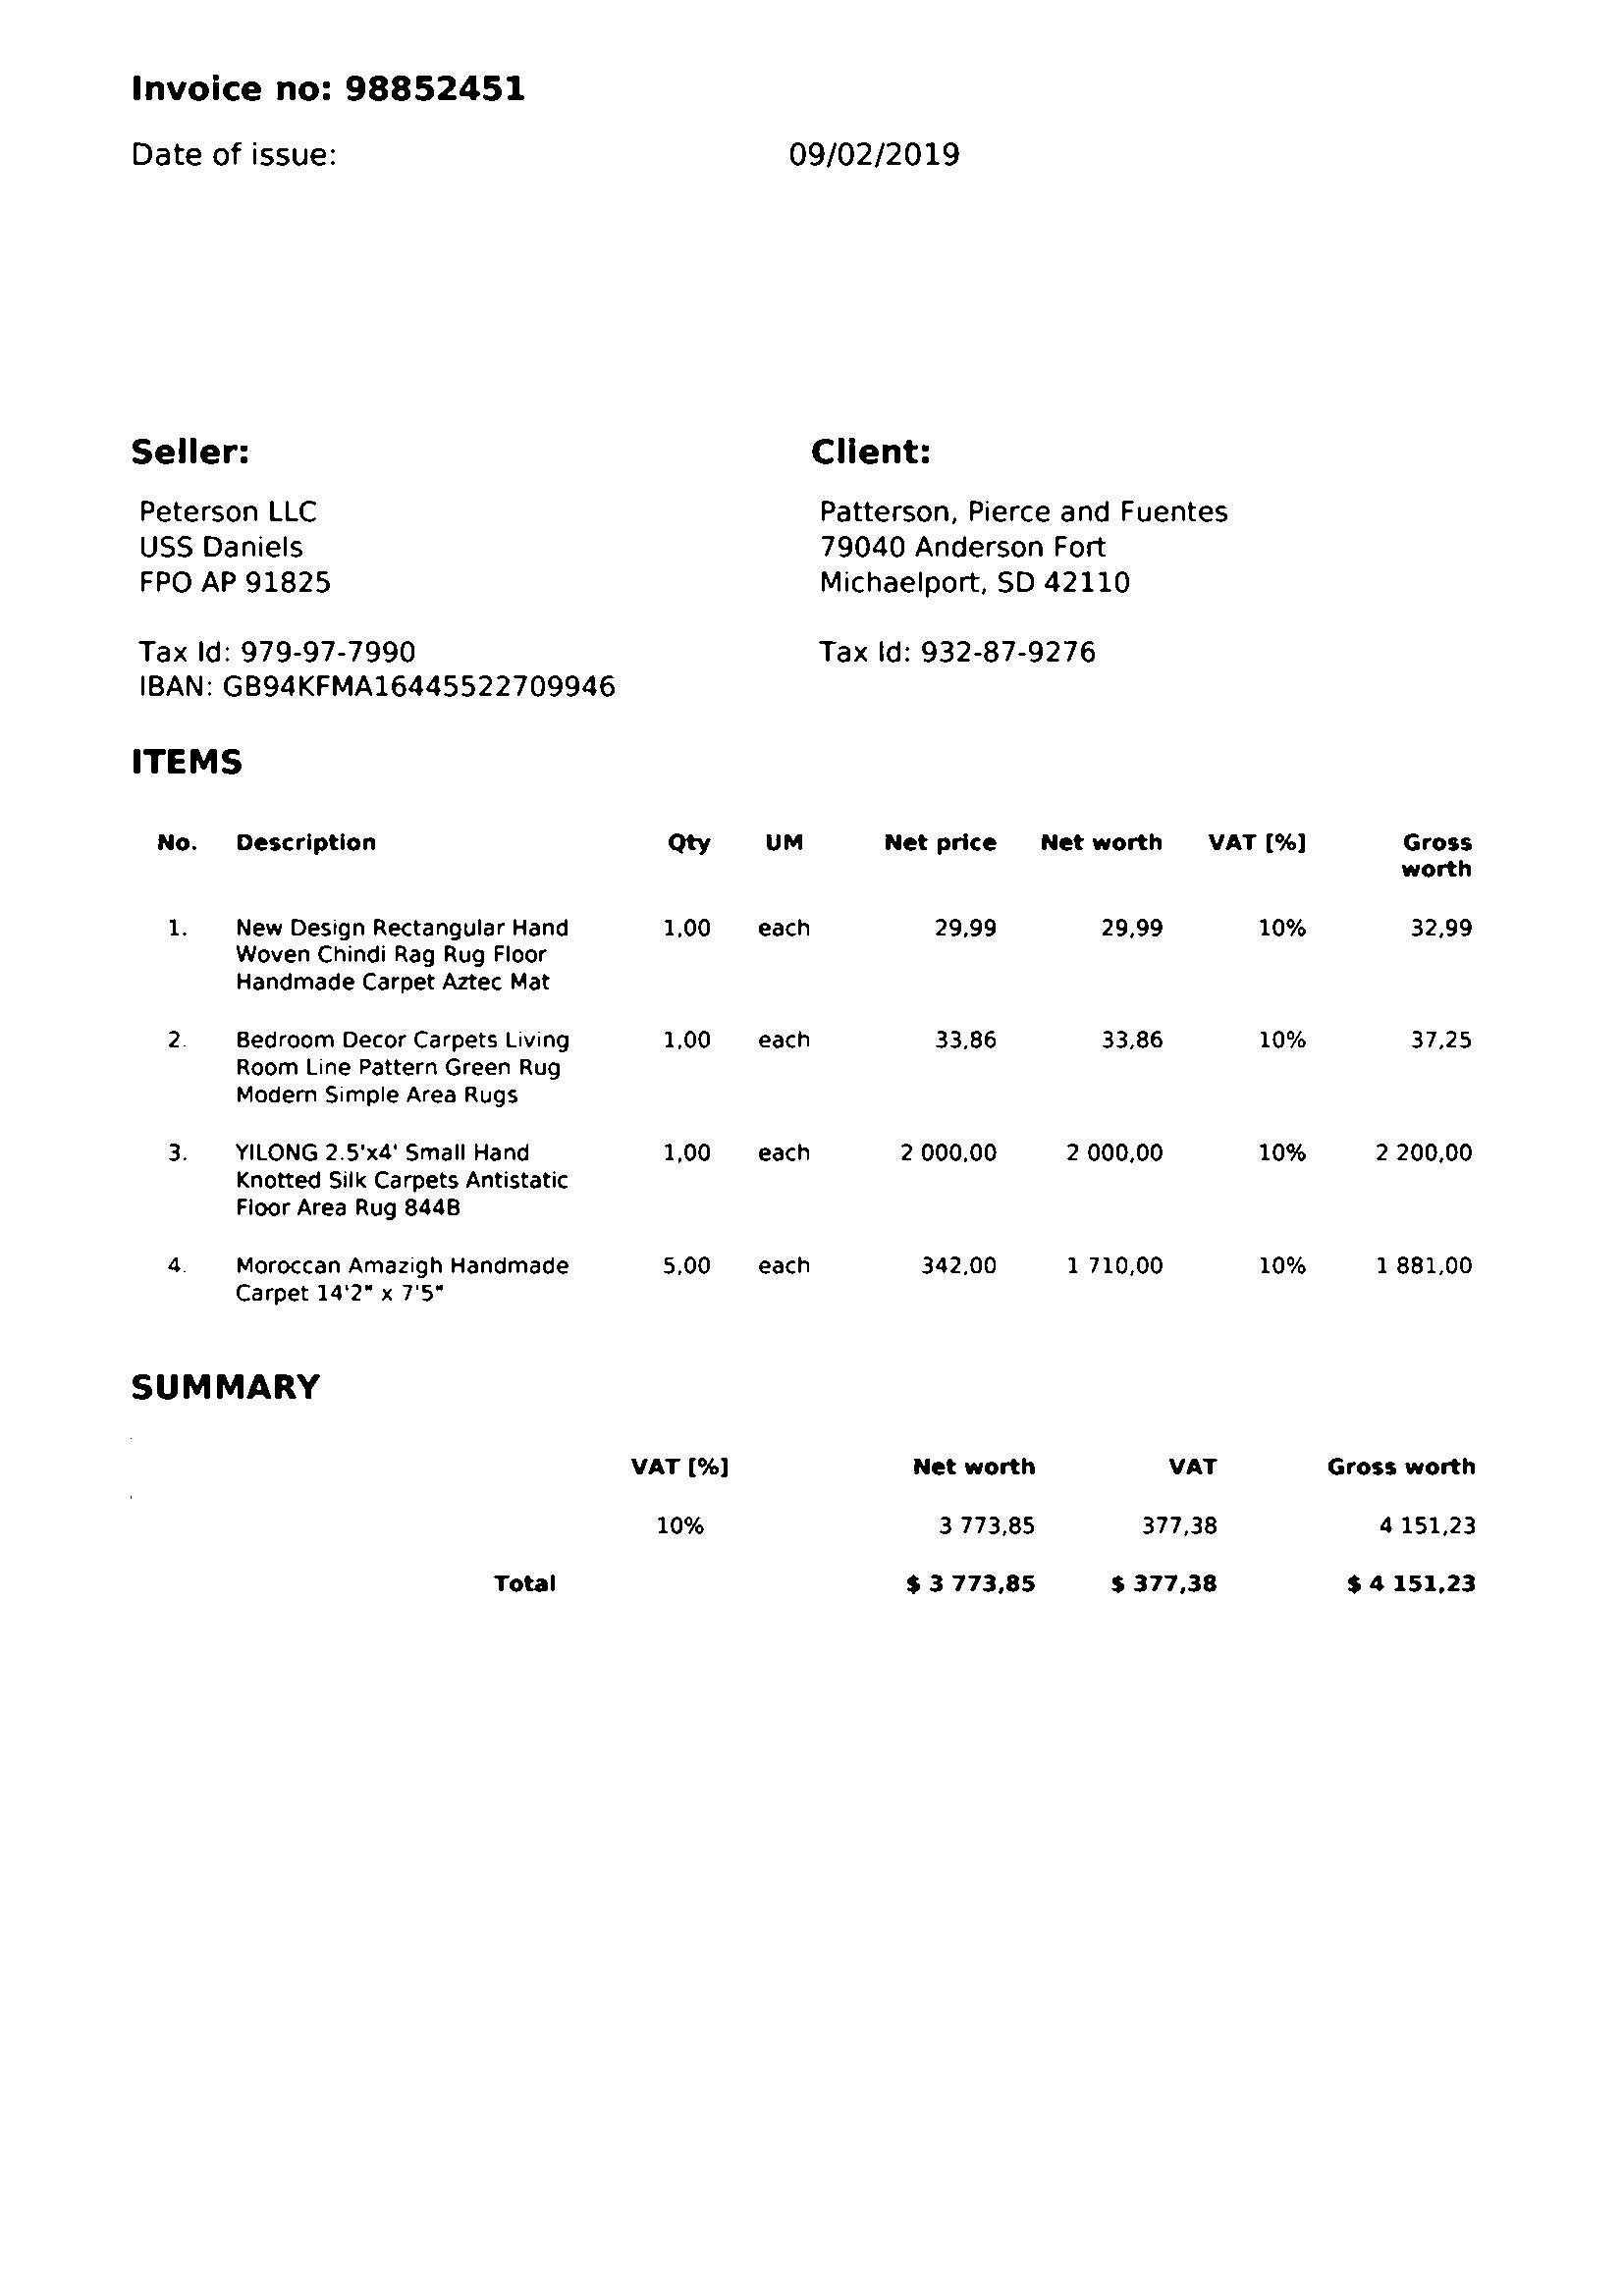 Invoice no: 98852451
Date of issue: 09/02/2019
Seller: Client:
Peterson LLC Patterson, Pierce and Fuentes
USS Daniels 79040 Anderson Fort
FPO AP 91825 Michaelport, SD 42110
Tax Id: 979-97-7990 Tax Id: 932-87-9276
IBAN: GB94KFMA16445522709946
ITEMS
No. Description Qty UM Net price Net worth VAT [%] Gross
worth
1. New Design Rectangular Hand 1,00 each 29,99 29,99 10% 32,99
Woven Chindi Rag Rug Floor
Handmade Carpet Aztec Mat
2. Bedroom Decor Carpets Living 1,00 each 33,86 33,86 10% 37,25
Room Line Pattern Green Rug
Modern Simple Area Rugs
3. YILONG 2.5'x4' Small Hand 1,00 each 2 000,00 2 000,00 10% 2 200,00
Knotted Silk Carpets Antistatic
Floor Area Rug 844B
4. Moroccan Amazigh Handmade 5,00 each 342,00 1 710,00 10% 1 881,00
Carpet 14'2" x 7'5"
SUMMARY
VAT [%] Net worth VAT Gross worth
10% 3 773,85 377,38 4 151,23
Total $ 3 773,85 $ 377,38 $ 4 151,23